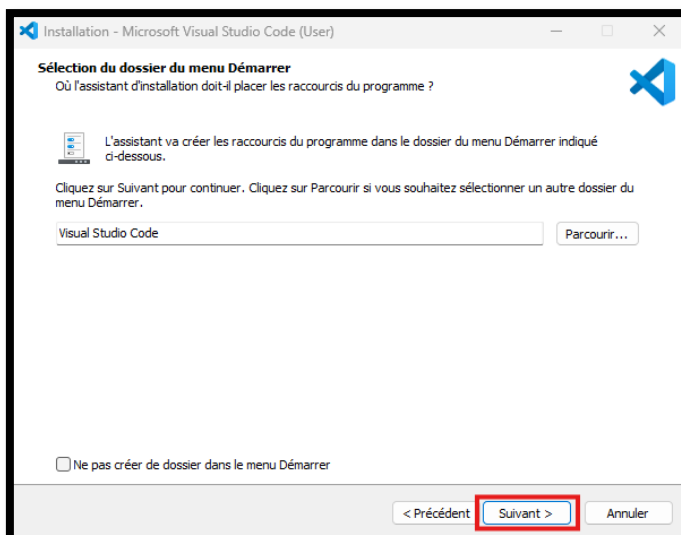 Installation - Microsoft Visual Studio Code (User)
Sélection du dossier du menu Démarrer
Où l'assistant d'installation doit-il placer les raccourcis du programme ?
L'assistant va créer les raccourcis du programme dans le dossier du menu Démarrer indiqué
ci-dessous.
Cliquez sur Suivant pour continuer. Cliquez sur Parcourir si vous souhaitez sélectionner un autre dossier du
menu Démarrer.
Visual Studio Code
Parcourir...
Ne pas créer de dossier dans le menu Démarrer
< Précédent
Suivant >
Annuler